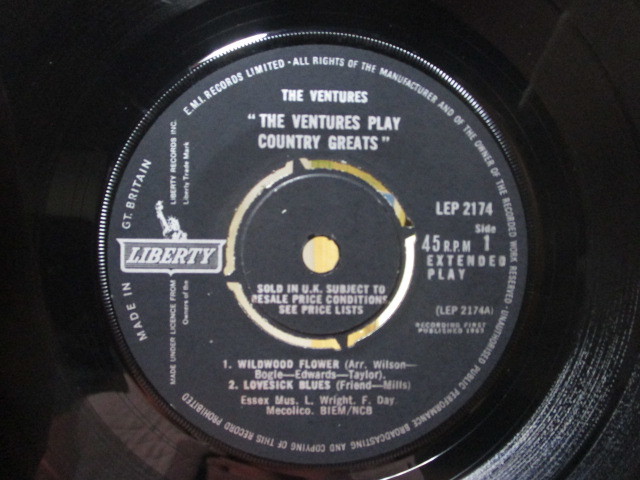 E.M.I. RECORDS LIMITED · ALL RIGHTS OF THE MANUFACTURER AND OF THE OWNER OF THE RECORDED WORK RESERVED · UNAUTHORISED PUBLIC PERFORMANCE BROADCASTING AND COPYING OF THIS RECORD PROHIBITED
MADE IN GT. BRITAIN
THE VENTURES
"THE VENTURES PLAY
COUNTRY GREATS"
MADE UNDER LICENCE FROM LIBERTY RECORDS INC.
Owners of the Liberty Trade Mark
LIBERTY
LEP 2174
Side
45 R.P.M 1
EXTENDED
PLAY
SOLD IN U.K. SUBJECT TO
RESALE PRICE CONDITIONS
SEE PRICE LISTS
(LEP 2174A)
RECORDING FIRST
PUBLISHED 1963
1. WILDWOOD FLOWER (Arr. Wilson—
Bogle—Edwards—Taylor).
2. LOVESICK BLUES (Friend—Mills)
Essex Mus. L. Wright. F. Day.
Mecolico. BIEM/NCB